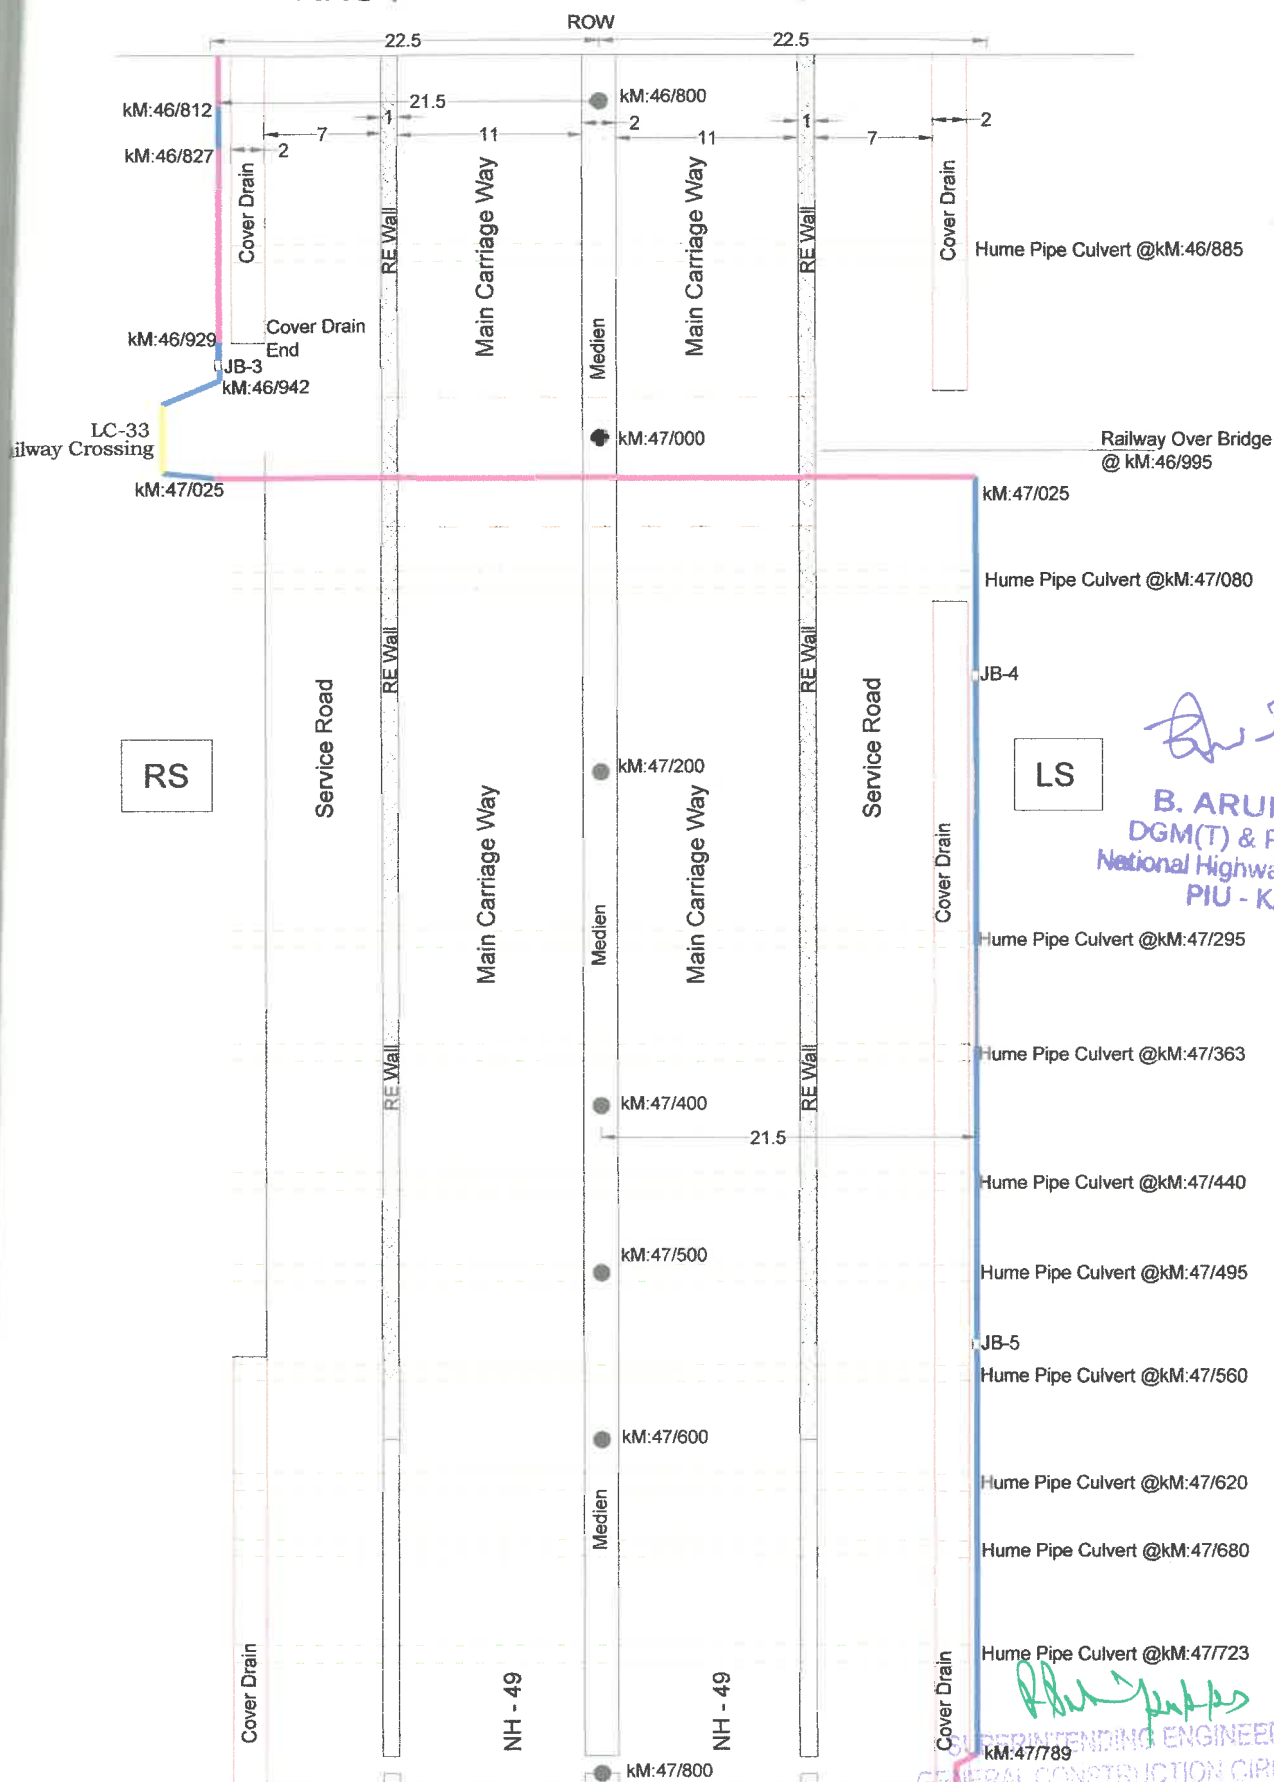 ROW
22.5
22.5
kM:46/812
21.5
kM:46/800
1
2
1
2
7
11
11
7
kM:46/827
2
Cover Drain
RE Wall
Main Carriage Way
Main Carriage Way
RE Wall
Cover Drain
Hume Pipe Culvert @kM:46/885
kM:46/929
Cover Drain
End
Medien
JB-3
kM:46/942
LC-33
ilway Crossing
kM:47/000
Railway Over Bridge
@ kM:46/995
kM:47/025
kM:47/025
Hume Pipe Culvert @kM:47/080
RE Wall
RE Wall
JB-4
Service Road
Service Road
RS
kM:47/200
LS
Main Carriage Way
Main Carriage Way
B. ARU
DGM(T) &
National Highw
PIU - K
Cover Drain
Medien
Hume Pipe Culvert @kM:47/295
RE Wall
RE Wall
Hume Pipe Culvert @kM:47/363
kM:47/400
21.5
Hume Pipe Culvert @kM:47/440
kM:47/500
Hume Pipe Culvert @kM:47/495
JB-5
Hume Pipe Culvert @kM:47/560
kM:47/600
Hume Pipe Culvert @kM:47/620
Medien
Hume Pipe Culvert @kM:47/680
Cover Drain
NH - 49
NH - 49
Cover Drain
Hume Pipe Culvert @kM:47/723
SUPERINTENDING ENGINEE
kM:47/789
GENERAL CONSTRUCTION CIR
kM:47/800